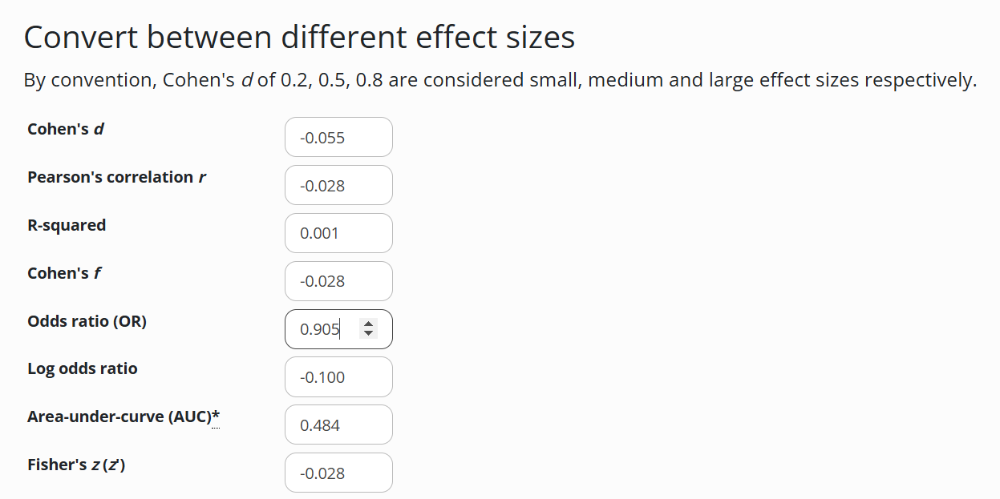 Convert between different effect sizes
By convention, Cohen's d of 0.2, 0.5, 0.8 are considered small, medium and large effect sizes respectively.
Cohen's d -0.055
Pearson's correlation r -0.028
R-squared 0.001
Cohen's f -0.028
Odds ratio (OR) 0.905
Log odds ratio -0.100
Area-under-curve (AUC)* 0.484
Fisher's z (z') -0.028